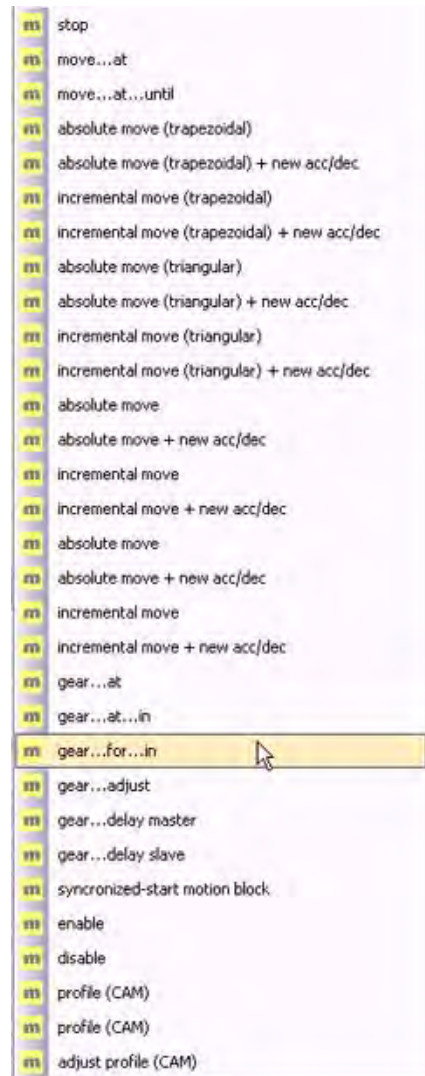 m stop
m move...at
m move...at...until
m absolute move (trapezoidal)
m absolute move (trapezoidal) + new acc/dec
m incremental move (trapezoidal)
m incremental move (trapezoidal) + new acc/dec
m absolute move (triangular)
m absolute move (triangular) + new acc/dec
m incremental move (triangular)
m incremental move (triangular) + new acc/dec
m absolute move
m absolute move + new acc/dec
m incremental move
m incremental move + new acc/dec
m absolute move
m absolute move + new acc/dec
m incremental move
m incremental move + new acc/dec
m gear...at
m gear...at...in
m gear...for...in
m gear...adjust
m gear...delay master
m gear...delay slave
m syncronized-start motion block
m enable
m disable
m profile (CAM)
m profile (CAM)
m adjust profile (CAM)